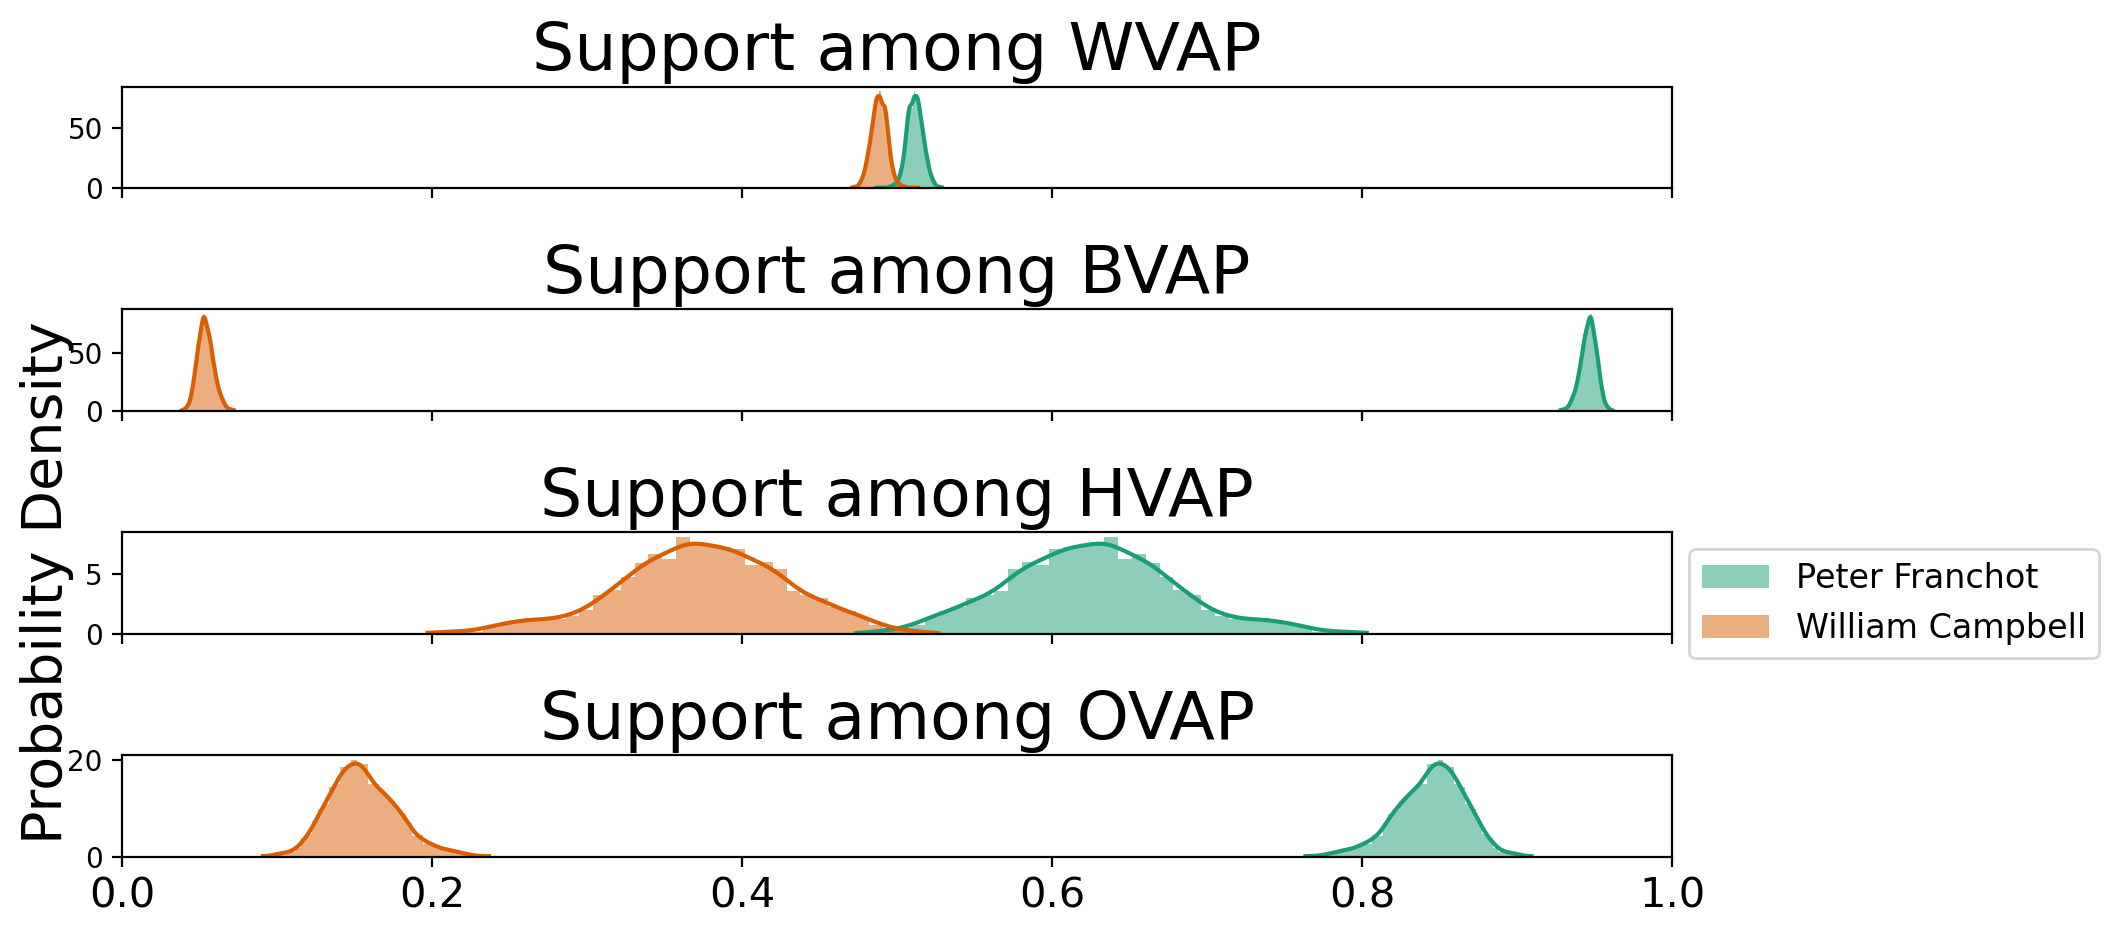 Support among WVAP
50
0
Support among BVAP
50
0
Support among HVAP
5
0
Support among OVAP
20
0
0.0 0.2 0.4 0.6 0.8 1.0
Probability Density
Peter Franchot
William Campbell